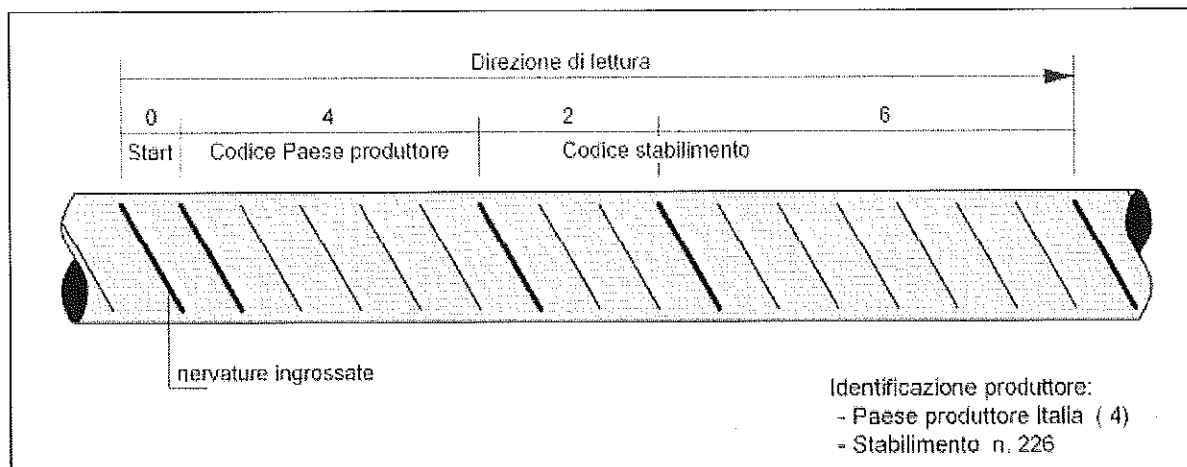 Direzione di lettura
0 4 2 6
Start Codice Paese produttore Codice stabilimento
nervature ingrossate
Identificazione produttore:
- Paese produttore Italia ( 4)
- Stabilimento n. 226